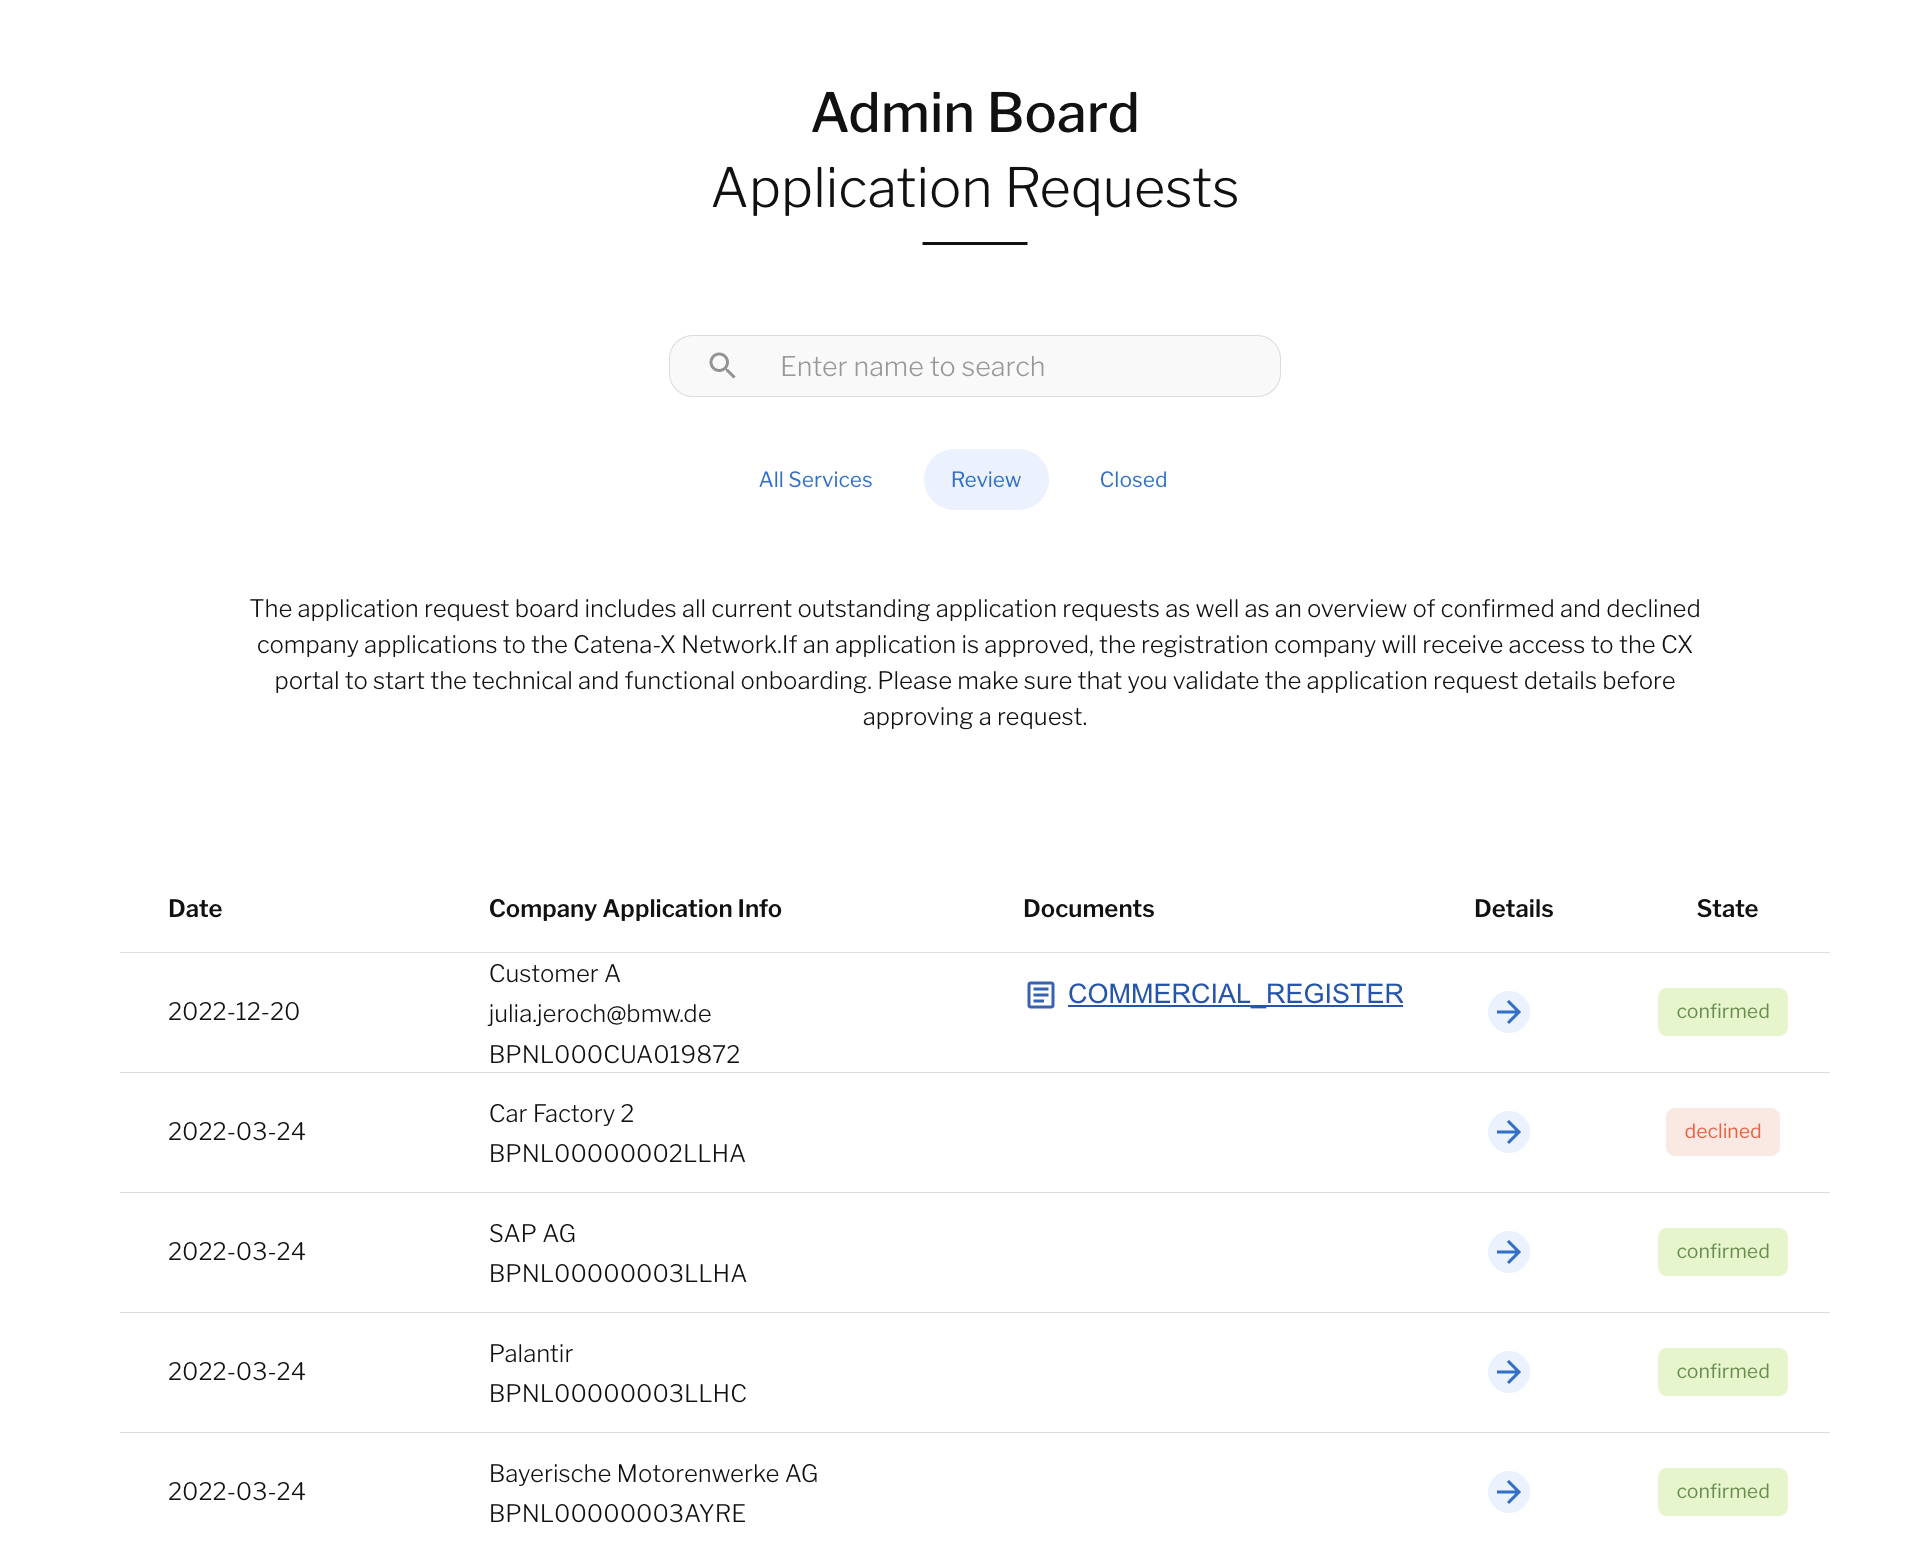 Admin Board
Application Requests
Enter name to search
All Services Review Closed
The application request board includes all current outstanding application requests as well as an overview of confirmed and declined
company applications to the Catena-X Network.If an application is approved, the registration company will receive access to the CX
portal to start the technical and functional onboarding. Please make sure that you validate the application request details before
approving a request.
Date Company Application Info Documents Details State
2022-12-20
Customer A
julia.jeroch@bmw.de
BPNL000CUA019872
COMMERCIAL_REGISTER
confirmed
2022-03-24
Car Factory 2
BPNL00000002LLHA
declined
2022-03-24
SAP AG
BPNL00000003LLHA
confirmed
2022-03-24
Palantir
BPNL00000003LLHC
confirmed
2022-03-24
Bayerische Motorenwerke AG
BPNL00000003AYRE
confirmed